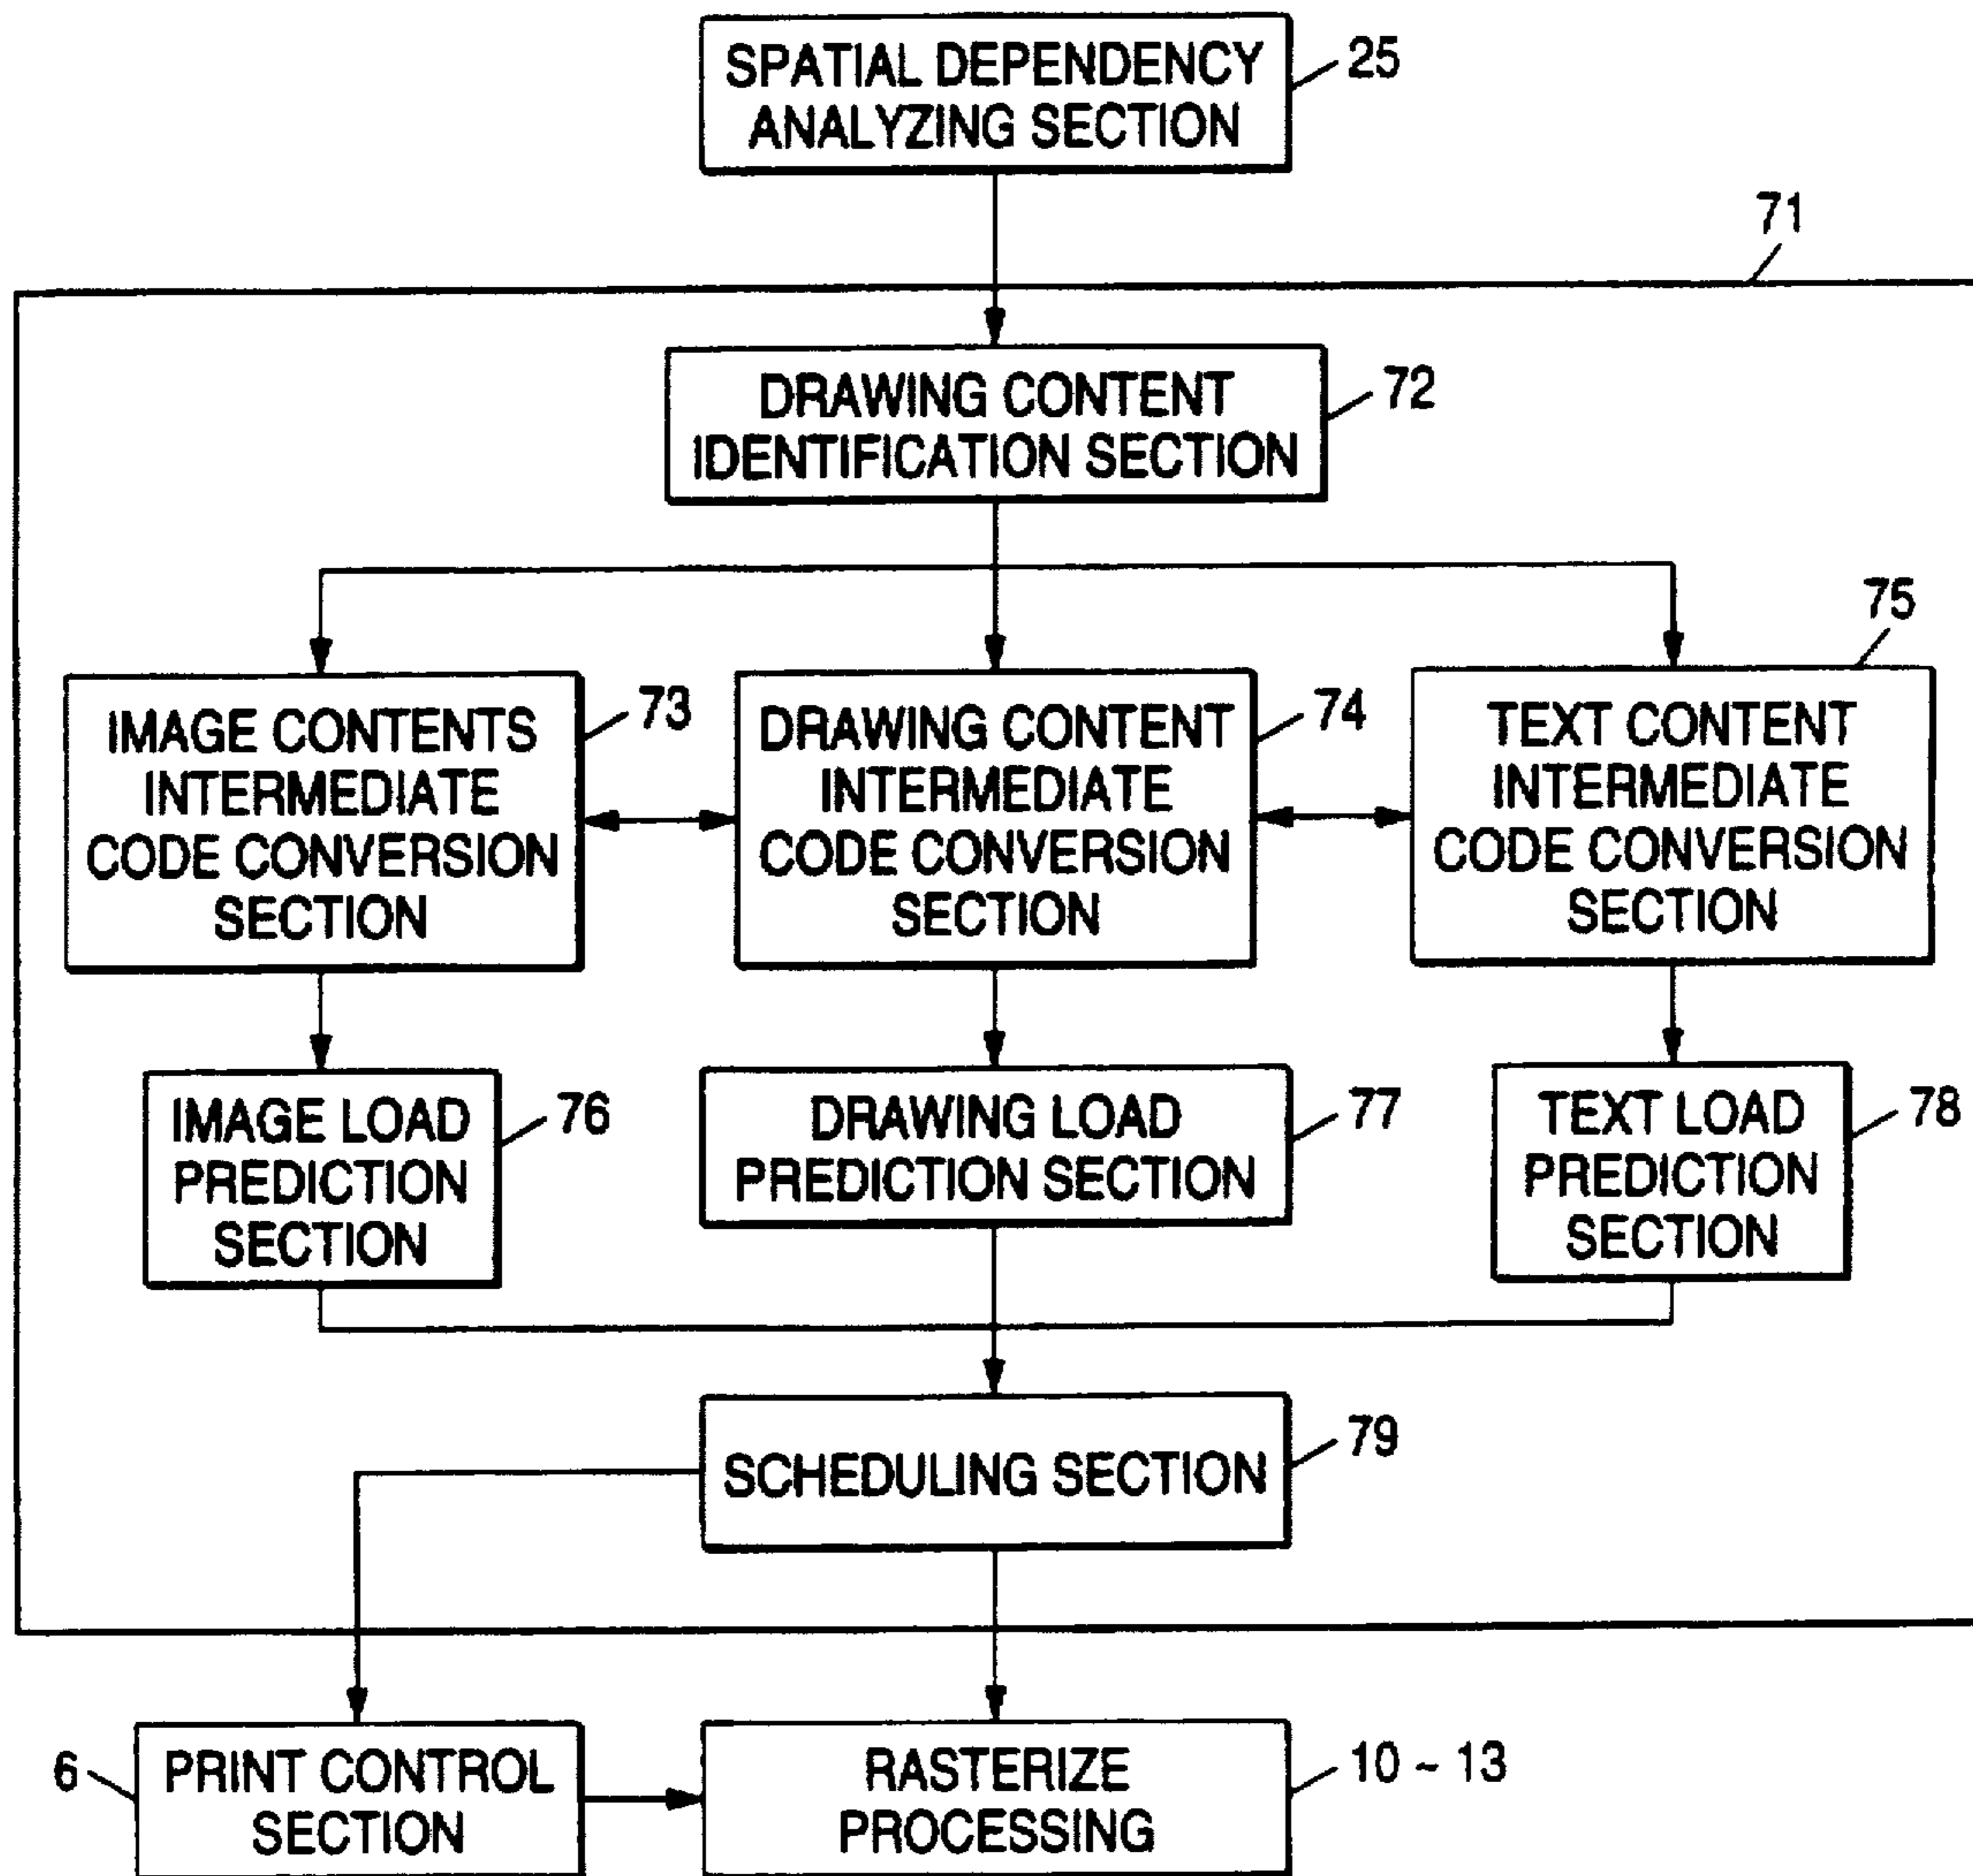 SPATIAL DEPENDENCY
ANALYZING SECTION
25
71
DRAWING CONTENT
IDENTIFICATION SECTION
72
75
IMAGE CONTENTS
INTERMEDIATE
CODE CONVERSION
SECTION
73
DRAWING CONTENT
INTERMEDIATE
CODE CONVERSION
SECTION
74
TEXT CONTENT
INTERMEDIATE
CODE CONVERSION
SECTION
IMAGE LOAD
PREDICTION
SECTION
76
DRAWING LOAD
PREDICTION SECTION
77
TEXT LOAD
PREDICTION
SECTION
78
SCHEDULING SECTION
79
6
PRINT CONTROL
SECTION
RASTERIZE
PROCESSING
10 ~ 13